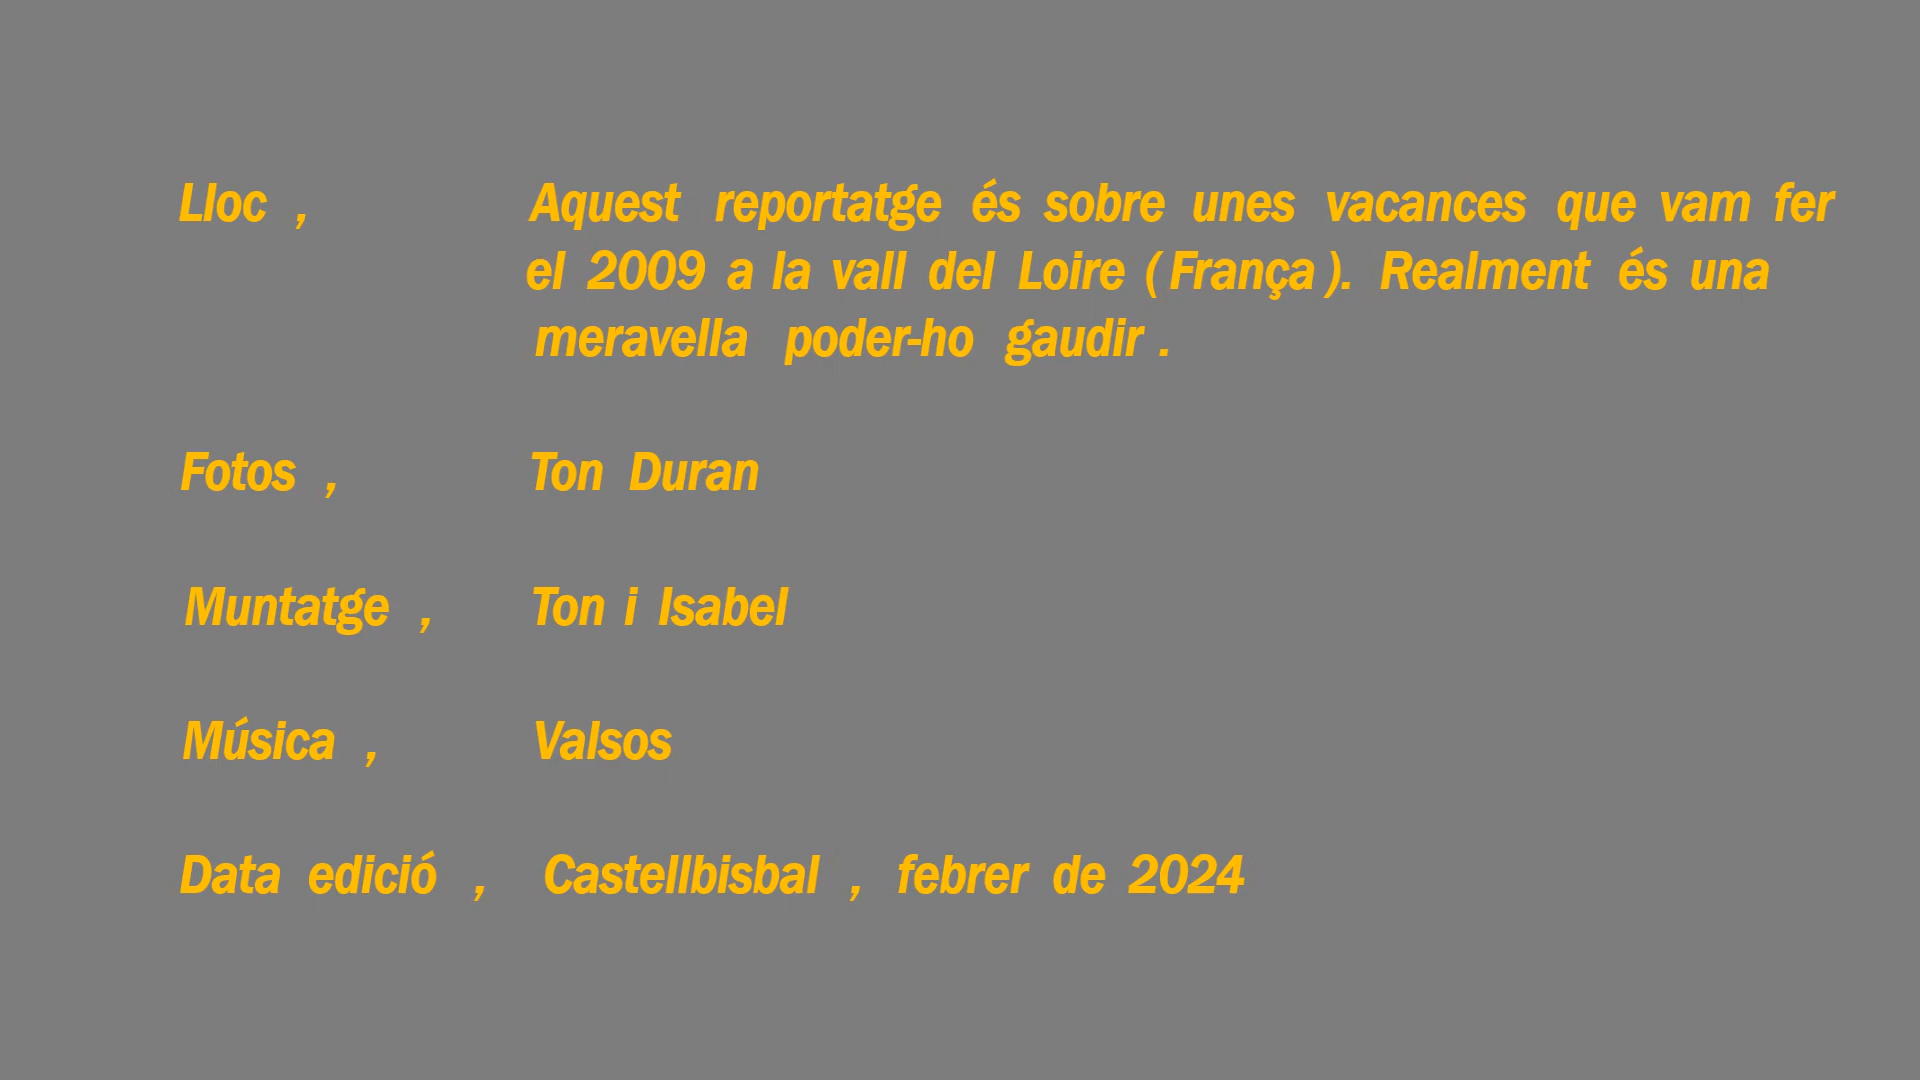 Lloc , Aquest reportatge és sobre unes vacances que vam fer
el 2009 a la vall del Loire ( França ). Realment és una
meravella poder-ho gaudir .
Fotos , Ton Duran
Muntatge , Ton i Isabel
Música , Valsos
Data edició , Castellbisbal , febrer de 2024